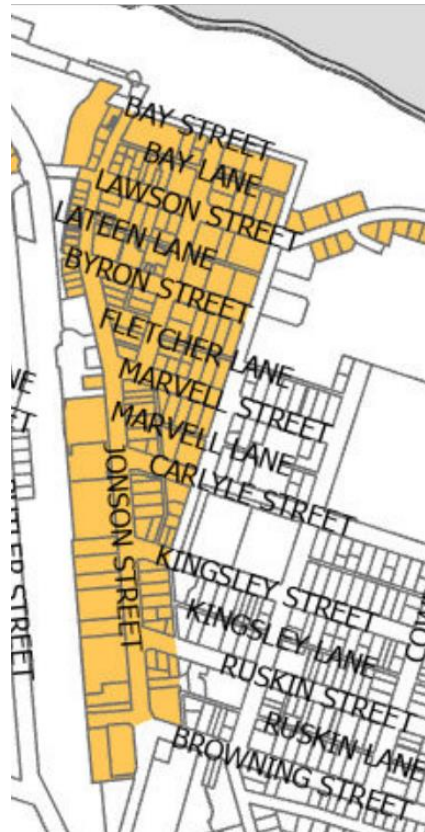 BAY STREET
BAY LANE
LAWSON STREET
LATEEN LANE
BYRON STREET
FLETCHER LANE
MARVELL STREET
MARVELL LANE
CARLYLE STREET
JONSON STREET
KINGSLEY STREET
KINGSLEY LANE
RUSKIN STREET
RUSKIN LANE
BROWNING STREET
STREET